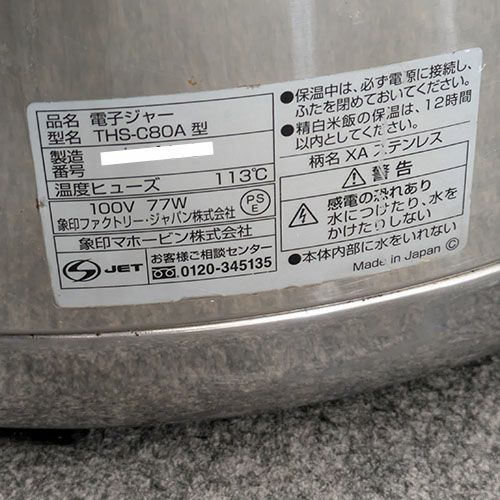 品名 電子ジャー
型名 THS-C80A 型
製造
番号
温度ヒューズ 113℃
100V 77W
象印ファクトリー・ジャパン株式会社
PS
E
象印マホービン株式会社
JET
お客様ご相談センター
0120-345135
●保温中は、必ず電源に接続し、
ふたを閉めておいてください。
●精白米飯の保温は、12時間
以内としてください。
柄名 XA ステンレス
警告
感電の恐れあり
水につけたり、水を
かけたりしない
●本体内部に水をいれない
Made in Japan Ⓒ